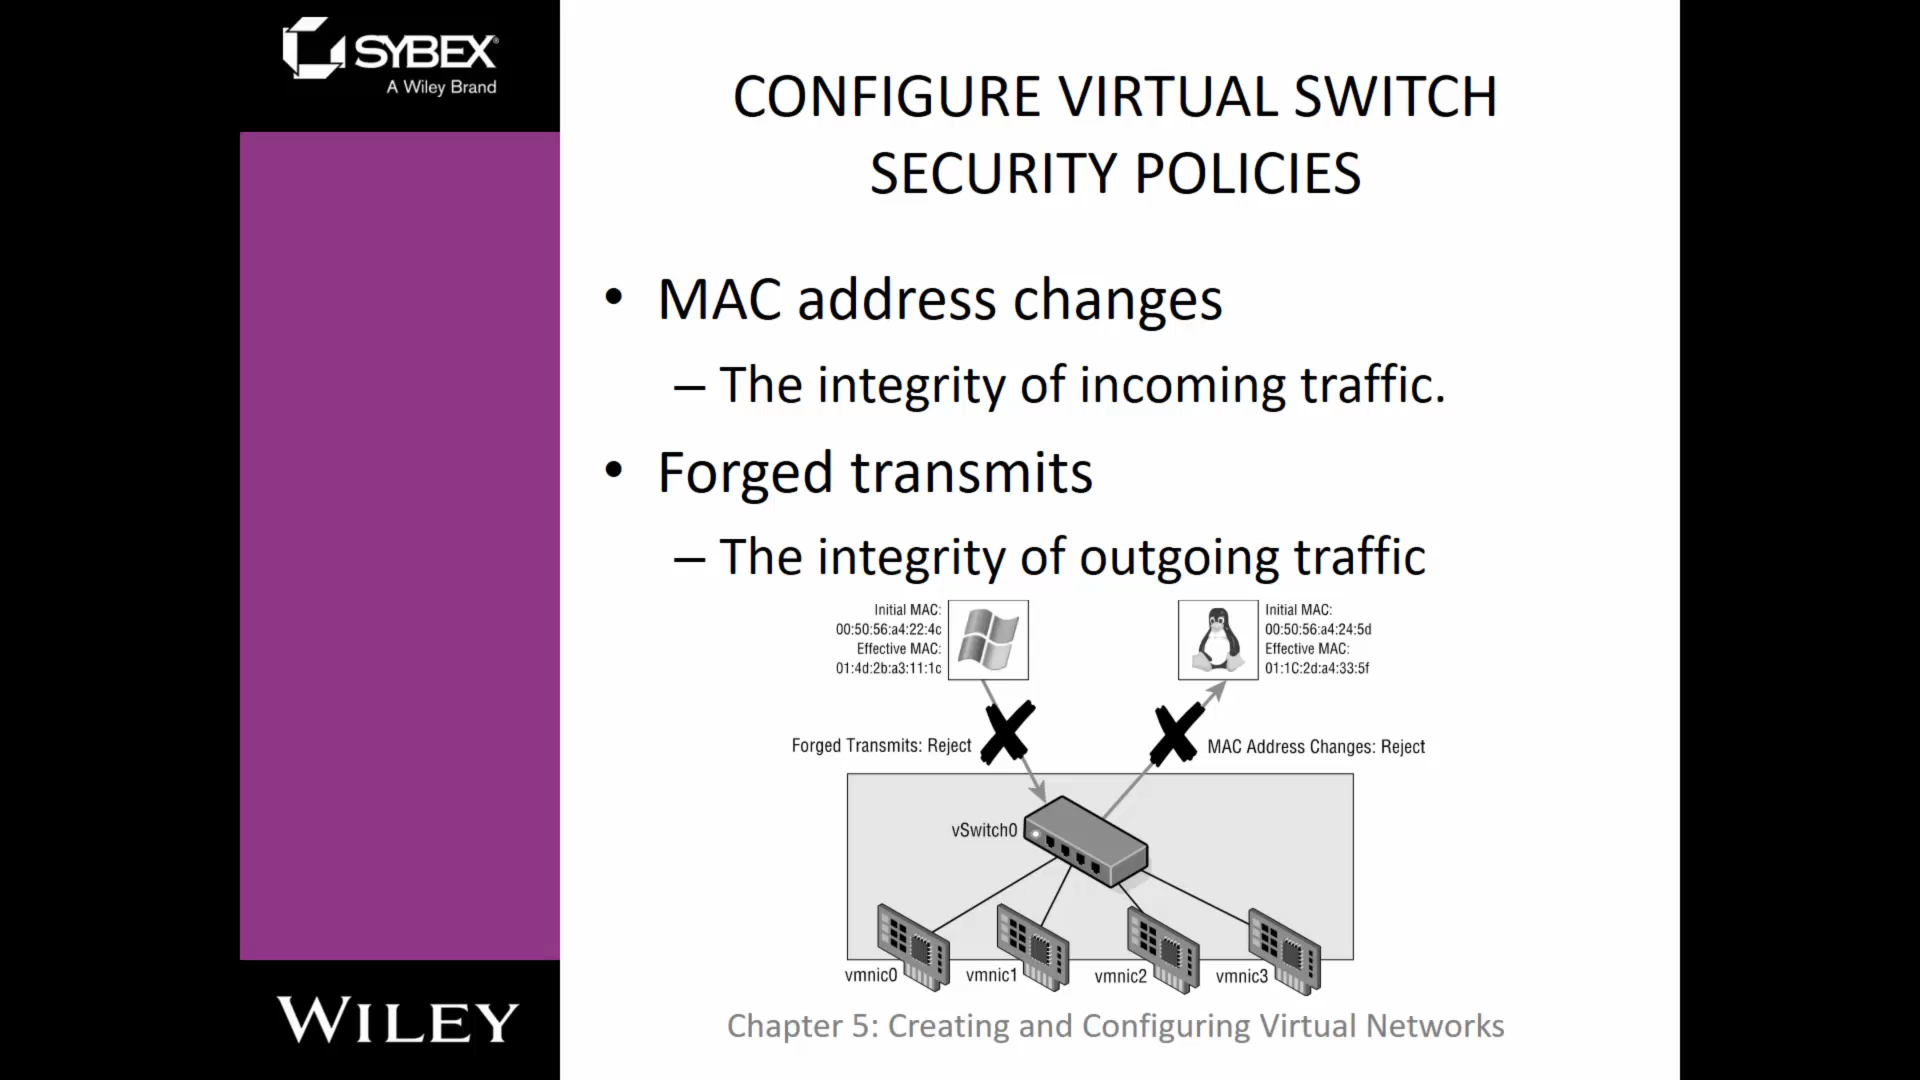 SYBEX®
A Wiley Brand
CONFIGURE VIRTUAL SWITCH
SECURITY POLICIES
• MAC address changes
– The integrity of incoming traffic.
• Forged transmits
– The integrity of outgoing traffic
Initial MAC:
00:50:56:a4:22:4c
Effective MAC:
01:4d:2b:a3:11:1c
Initial MAC:
00:50:56:a4:24:5d
Effective MAC:
01:1C:2d:a4:33:5f
Forged Transmits: Reject
MAC Address Changes: Reject
vSwitch0
vmnic0
vmnic1
vmnic2
vmnic3
WILEY
Chapter 5: Creating and Configuring Virtual Networks